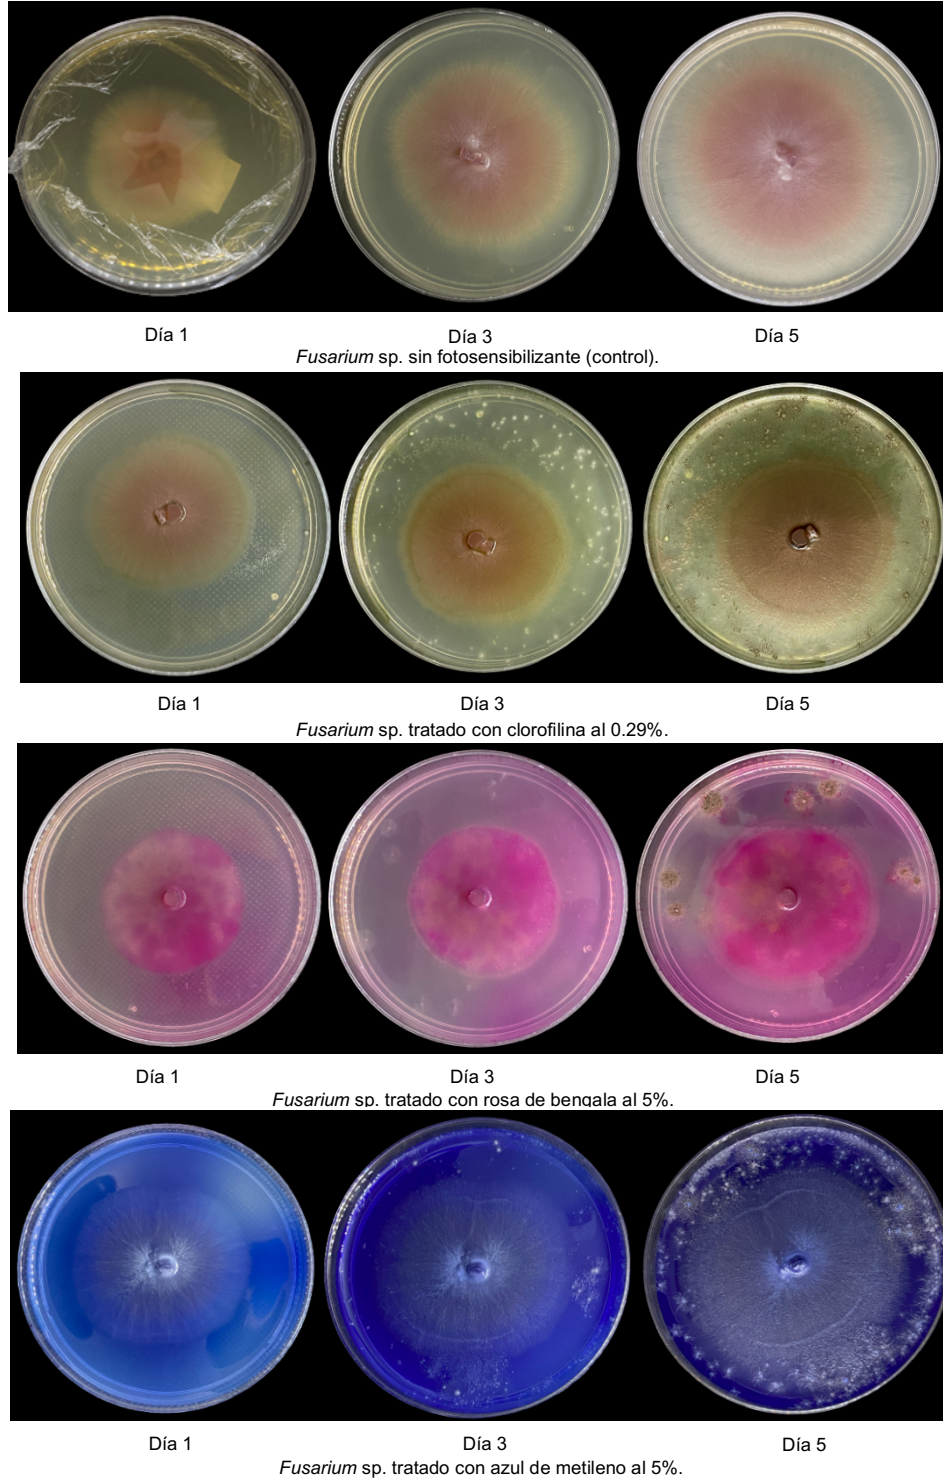 Día 1 Día 3 Día 5
Fusarium sp. sin fotosensibilizante (control).
Día 1 Día 3 Día 5
Fusarium sp. tratado con clorofilina al 0.29%.
Día 1 Día 3 Día 5
Fusarium sp. tratado con rosa de bengala al 5%.
Día 1 Día 3 Día 5
Fusarium sp. tratado con azul de metileno al 5%.